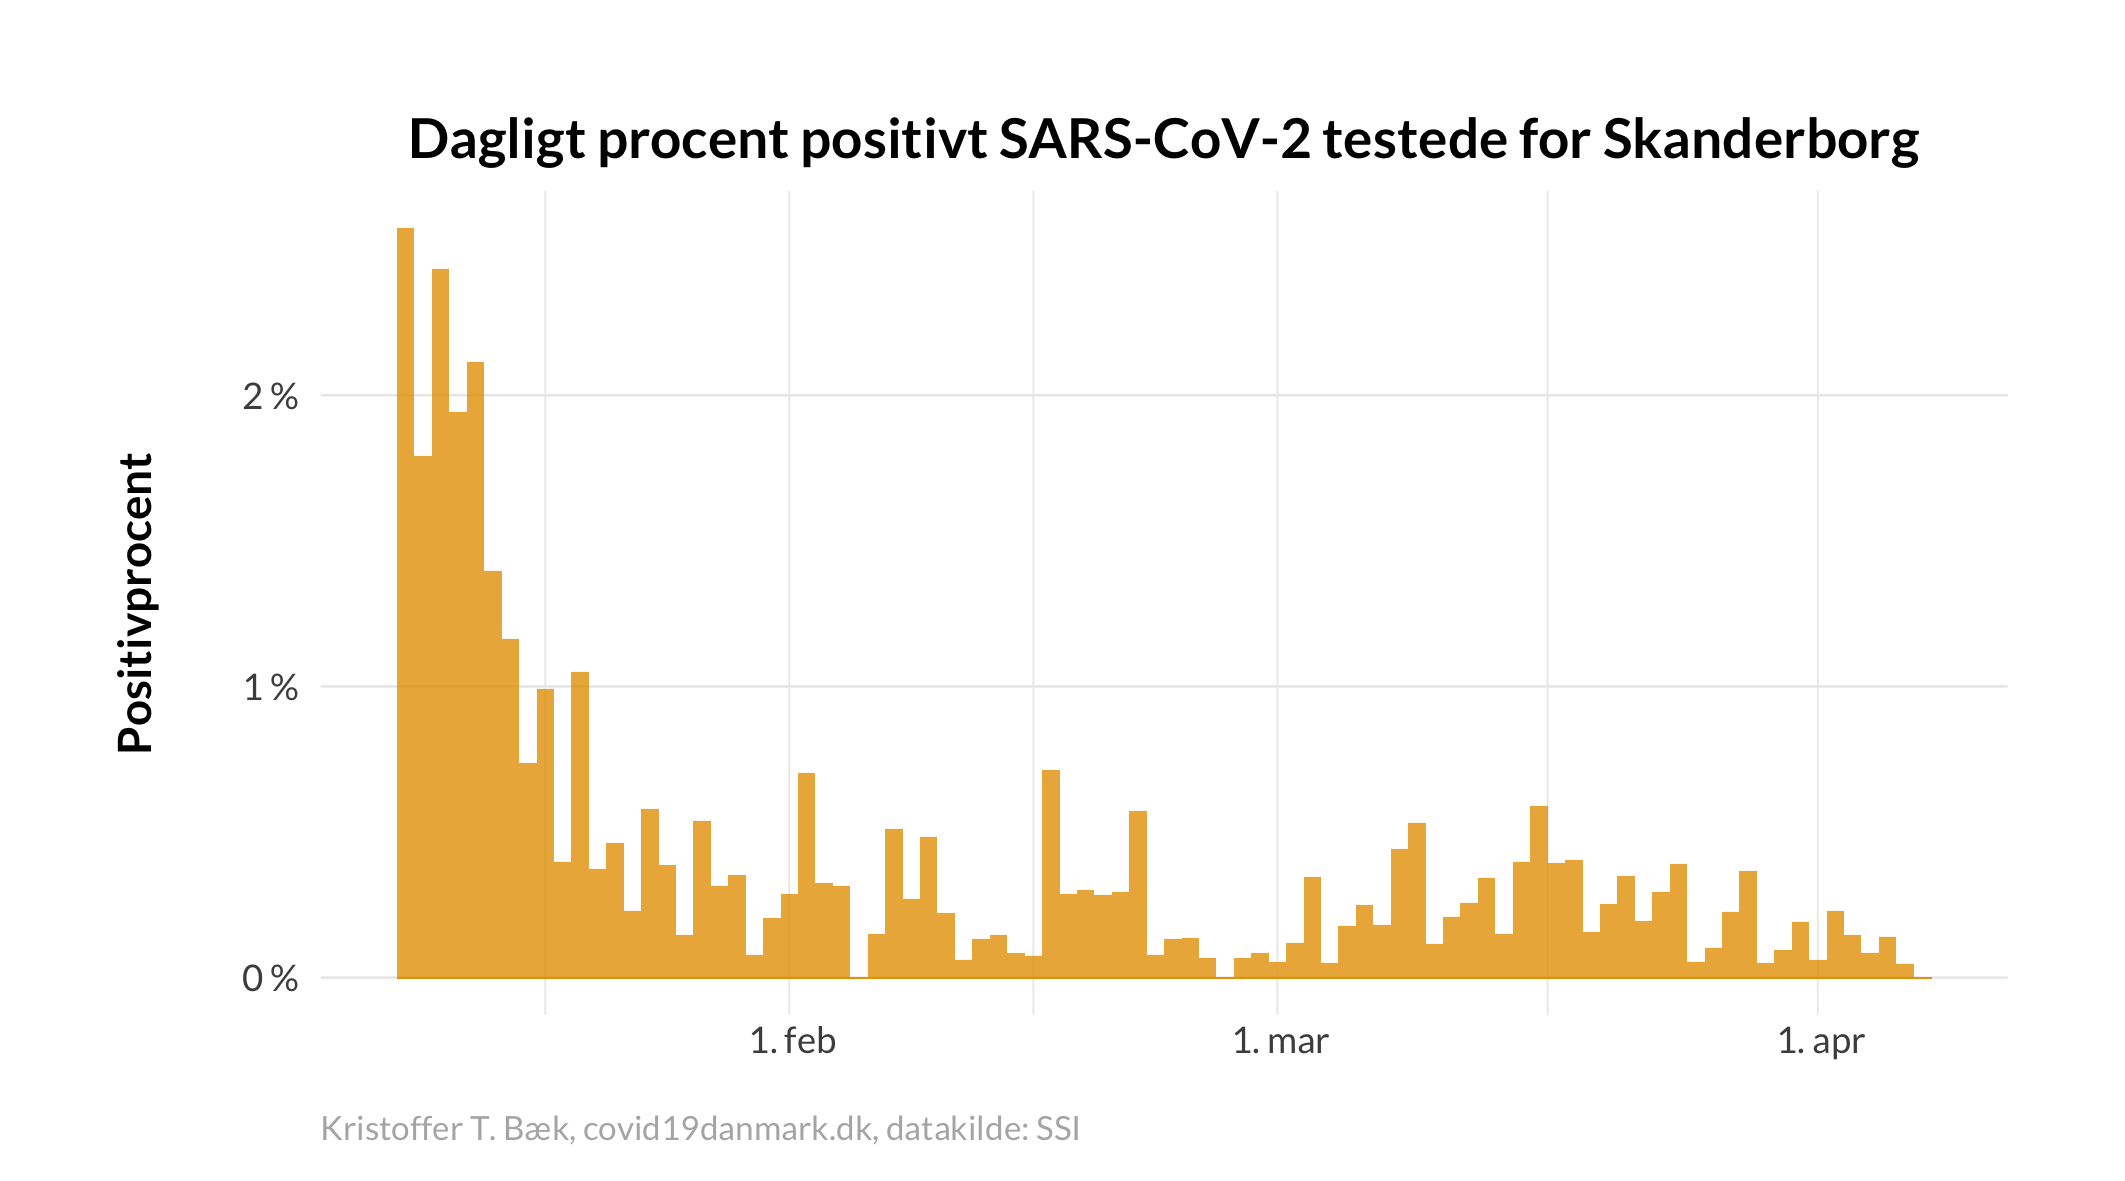 Dagligt procent positivt SARS-CoV-2 testede for Skanderborg
Positivprocent
2 %
1 %
0 %
1. feb
1. mar
1. apr
Kristoffer T. Bæk, covid19danmark.dk, datakilde: SSI